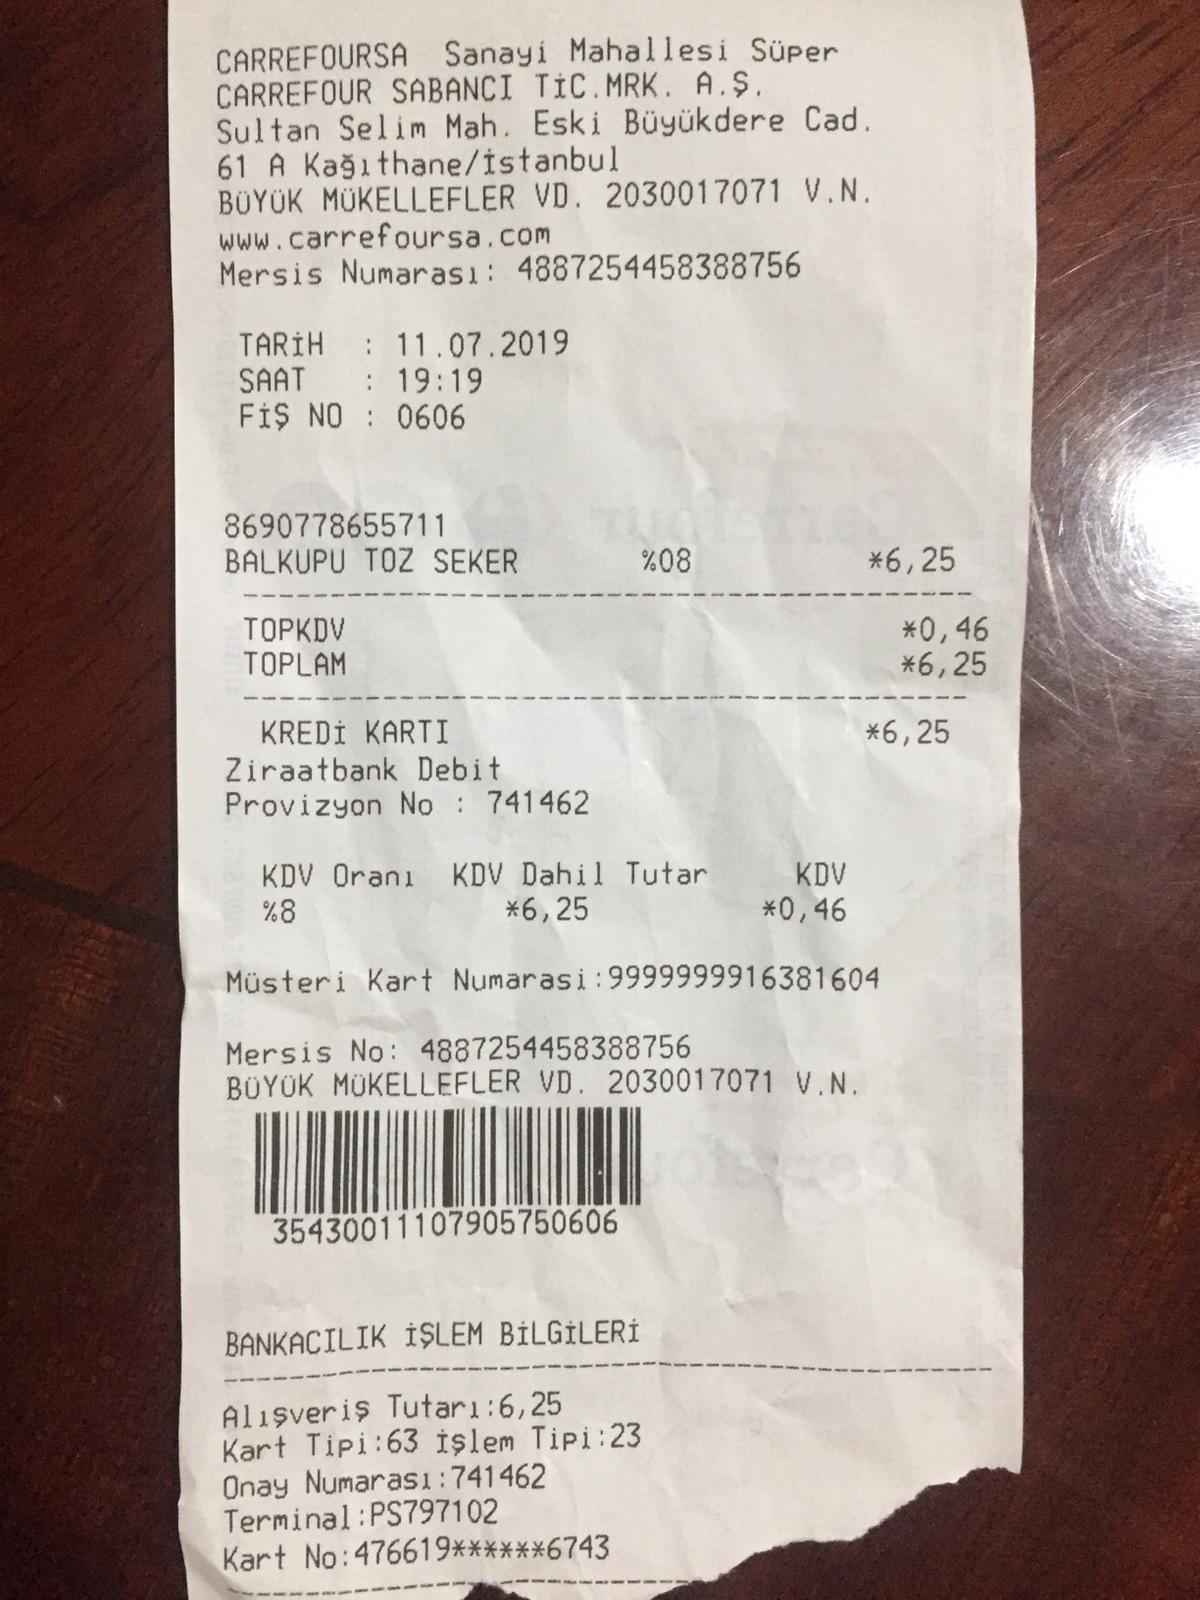 CARREFOURSA Sanayi Mahallesi Süper
CARREFOUR SABANCI TİC.MRK. A.Ş.
Sultan Selim Mah. Eski Büyükdere Cad.
61 A Kağıthane/İstanbul
BÜYÜK MÜKELLEFLER VD. 2030017071 V.N.
www.carrefoursa.com
Mersis Numarası: 4887254458388756
TARİH : 11.07.2019
SAAT : 19:19
FİŞ NO : 0606
8690778655711
BALKUPU TOZ SEKER %08 *6,25
TOPKDV *0,46
TOPLAM *6,25
KREDİ KARTI *6,25
Ziraatbank Debit
Provizyon No : 741462
KDV Oranı KDV Dahil Tutar KDV
%8 *6,25 *0,46
Müsteri Kart Numarasi:9999999916381604
Mersis No: 4887254458388756
BÜYÜK MÜKELLEFLER VD. 2030017071 V.N.
35430011107905750606
BANKACILIK İŞLEM BİLGİLERİ
Alışveriş Tutarı:6,25
Kart Tipi:63 İşlem Tipi:23
Onay Numarası:741462
Terminal:PS797102
Kart No:476619******6743